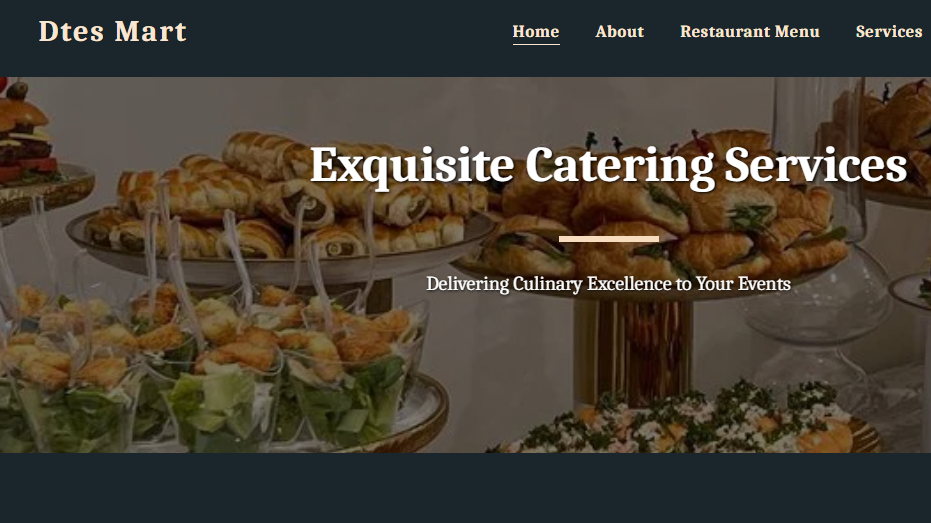 Dtes Mart
Home About Restaurant Menu Services
Exquisite Catering Services
Delivering Culinary Excellence to Your Events